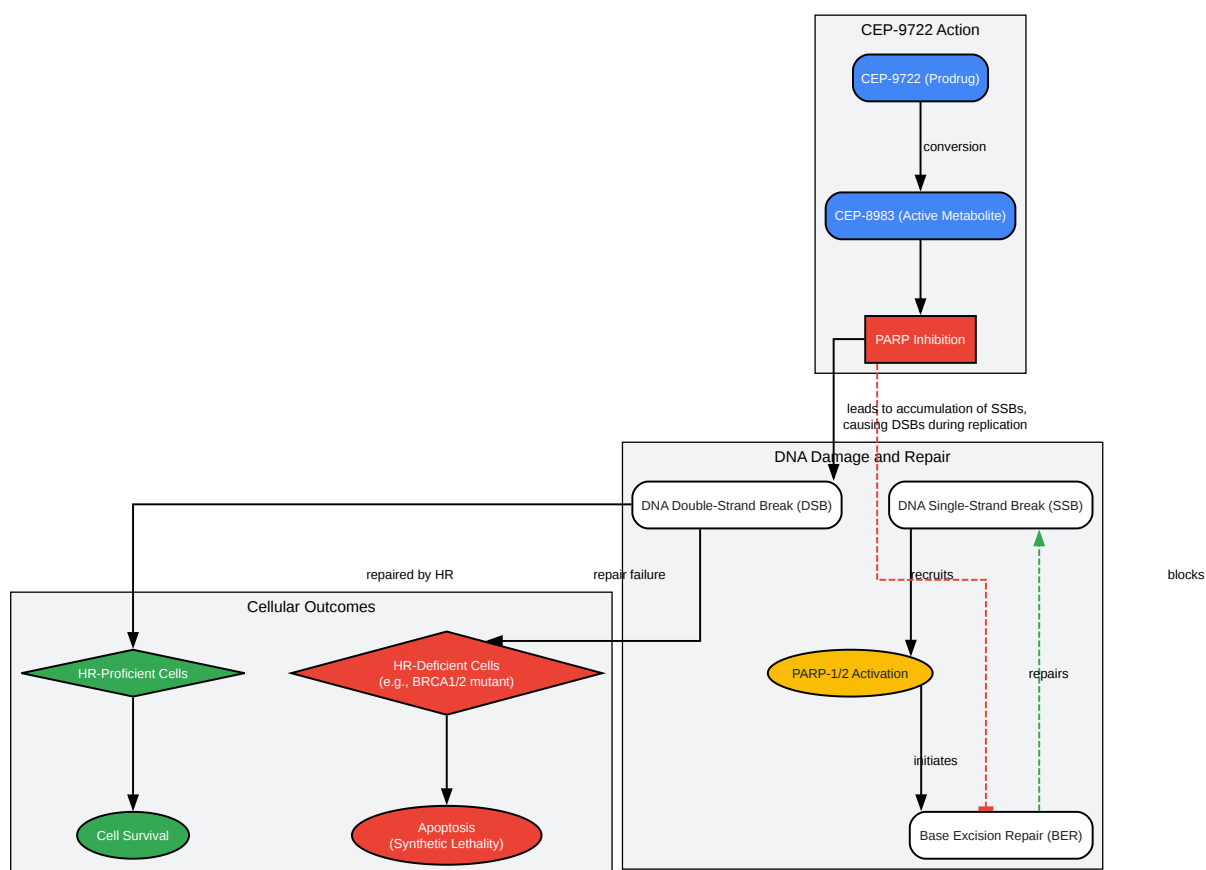 CEP-9722 Action
CEP-9722 (Prodrug)
conversion
CEP-8983 (Active Metabolite)
PARP Inhibition
leads to accumulation of SSBs,
causing DSBs during replication
DNA Damage and Repair
DNA Double-Strand Break (DSB)
DNA Single-Strand Break (SSB)
repaired by HR
repair failure
recruits
blocks
Cellular Outcomes
HR-Proficient Cells
HR-Deficient Cells
(e.g., BRCA1/2 mutant)
PARP-1/2 Activation
repairs
initiates
Cell Survival
Apoptosis
(Synthetic Lethality)
Base Excision Repair (BER)